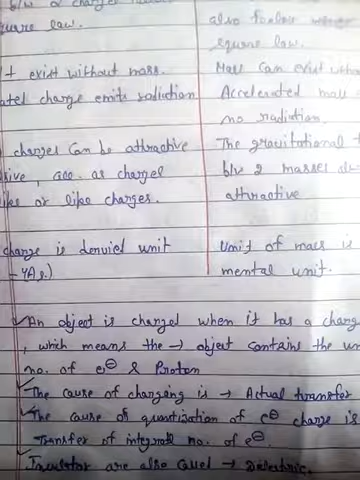 b/w 2 charges also follow
square law. square law.
t exist without mass. Mass can exist witho
ated charge emits radiation Accelerated mass
no radiation.
charges can be attractive The gravitational
sive, acc. as charges b/w 2 masses al
likes or like charges. attractive
charge is derived unit Unit of mass is
- 4As.) mental unit.
An object is charged when it has a charg
, which means the → object contains the un
no. of e⊖ & Proton
The cause of charging is → Actual transfer
The cause of quantization of e⊖ charge is
Transfer of integral no. of e⊖.
Insulator are also called → Dielectric.